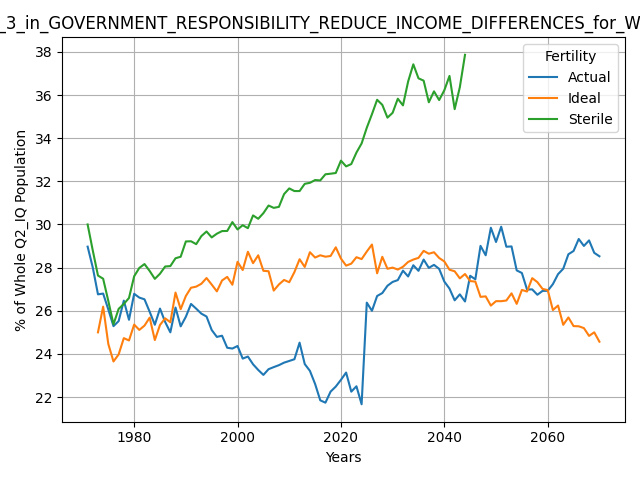 _3_in_GOVERNMENT_RESPONSIBILITY_REDUCE_INCOME_DIFFERENCES_for_W
38
36
34
32
30
28
26
24
22
% of Whole Q2_IQ Population
Fertility
Actual
Ideal
Sterile
1980
2000
2020
2040
2060
Years